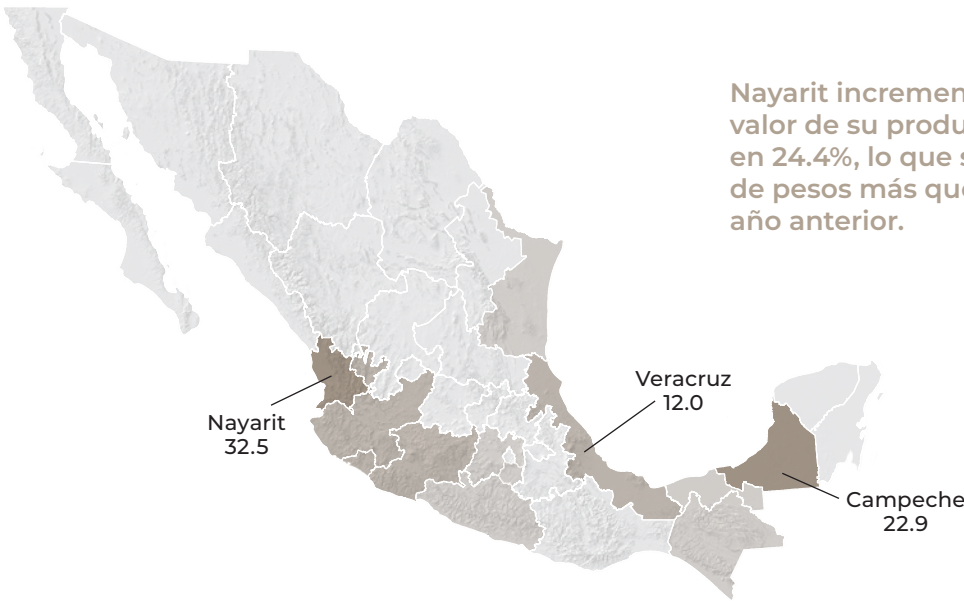 Nayarit incremen
valor de su produ
en 24.4%, lo que s
de pesos más que
año anterior.
Veracruz
12.0
Nayarit
32.5
Campeche
22.9